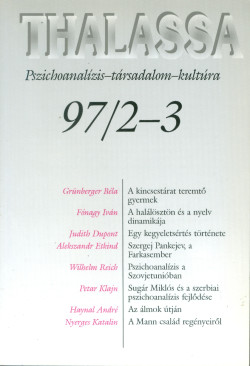 THALASSA
Pszichoanalízis–társadalom–kultúra
97/2–3
Grünberger Béla A kincsestárat teremtő
gyermek
Fónagy Iván A halálösztön és a nyelv
dinamikája
Judith Dupont Egy kegyeletsértés története
Alekszandr Etkind Szergej Pankejev, a
Farkasember
Wilhelm Reich Pszichoanalízis a
Szovjetunióban
Petar Klajn Sugár Miklós és a szerbiai
pszichoanalízis fejlődése
Haynal André Az álmok útján
Nyerges Katalin A Mann család regényeiről